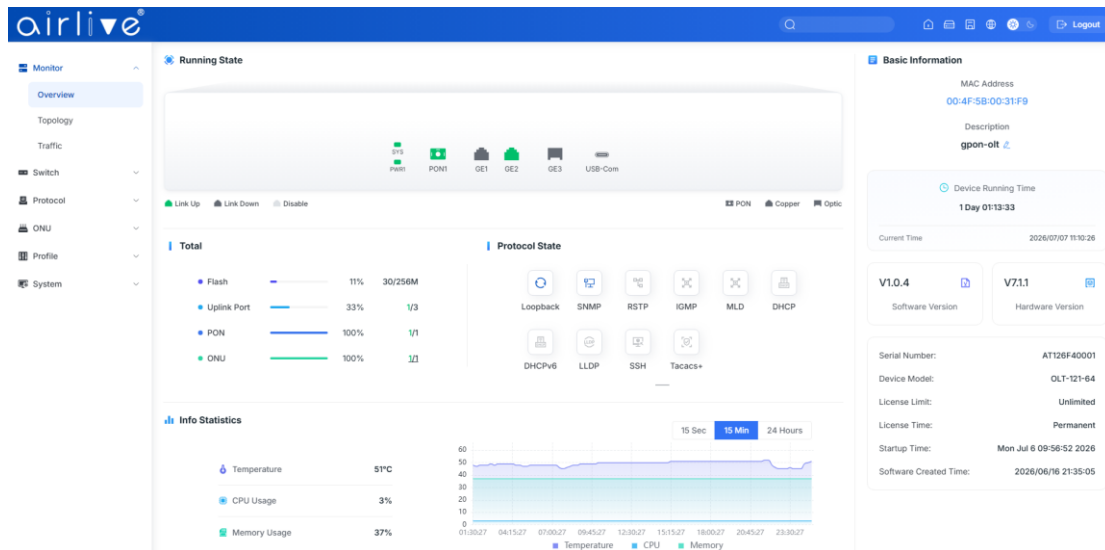 airlive®
Logout
Monitor
Overview
Topology
Traffic
Switch
Protocol
ONU
Profile
System
Running State
SYS
PWR1
PON1
GE1
GE2
GE3
USB-Com
Link Up
Link Down
Disable
PON
Copper
Optic
Total
Flash 11% 30/256M
Uplink Port 33% 1/3
PON 100% 1/1
ONU 100% 1/1
Protocol State
Loopback SNMP RSTP IGMP MLD DHCP
DHCPv6 LLDP SSH Tacacs+
Info Statistics
15 Sec 15 Min 24 Hours
Temperature 51°C
CPU Usage 3%
Memory Usage 37%
60
50
40
30
20
10
0
01:30:27 04:15:27 07:00:27 09:45:27 12:30:27 15:15:27 18:00:27 20:45:27 23:30:27
Temperature CPU Memory
Basic Information
MAC Address
00:4F:5B:00:31:F9
Description
gpon-olt
Device Running Time
1 Day 01:13:33
Current Time 2026/07/07 11:10:26
V1.0.4
Software Version
V7.1.1
Hardware Version
Serial Number: AT126F40001
Device Model: OLT-121-64
License Limit: Unlimited
License Time: Permanent
Startup Time: Mon Jul 6 09:56:52 2026
Software Created Time: 2026/06/16 21:35:05